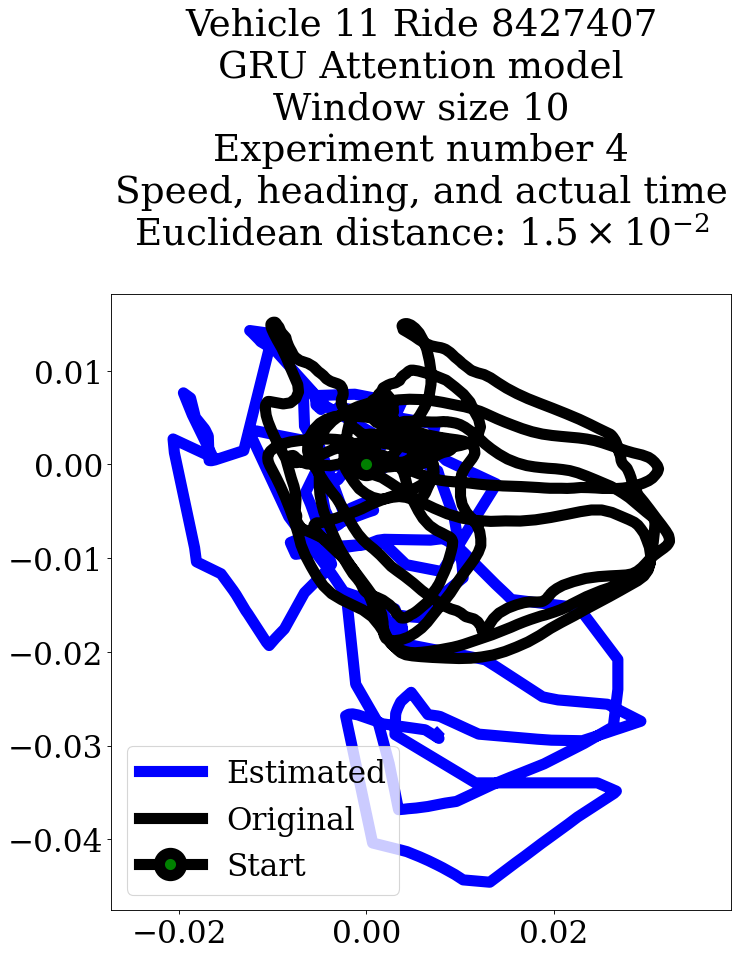 Vehicle 11 Ride 8427407
GRU Attention model
Window size 10
Experiment number 4
Speed, heading, and actual time
Euclidean distance: 1.5 × 10⁻²
0.01
0.00
−0.01
−0.02
−0.03
−0.04
Estimated
Original
Start
−0.02 0.00 0.02